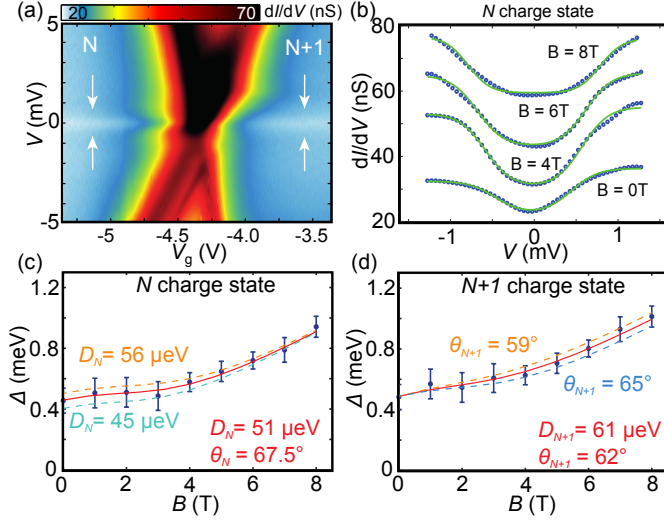 (a)
20
70
dI/dV (nS)
N
N+1
V (mV)
5
0
-5
-5
-4.5
-4
-3.5
Vg (V)
(b)
N charge state
dI/dV (nS)
80
60
40
20
B = 8T
B = 6T
B = 4T
B = 0T
-1
0
1
V (mV)
(c)
N charge state
Δ (meV)
1.2
0.8
0.4
0
D_N = 56 µeV
D_N = 45 µeV
D_N = 51 µeV
θ_N = 67.5°
0
2
4
6
8
B (T)
(d)
N+1 charge state
Δ (meV)
1.2
0.8
0.4
0
θ_N+1 = 59°
θ_N+1 = 65°
D_N+1 = 61 µeV
θ_N+1 = 62°
0
2
4
6
8
B (T)